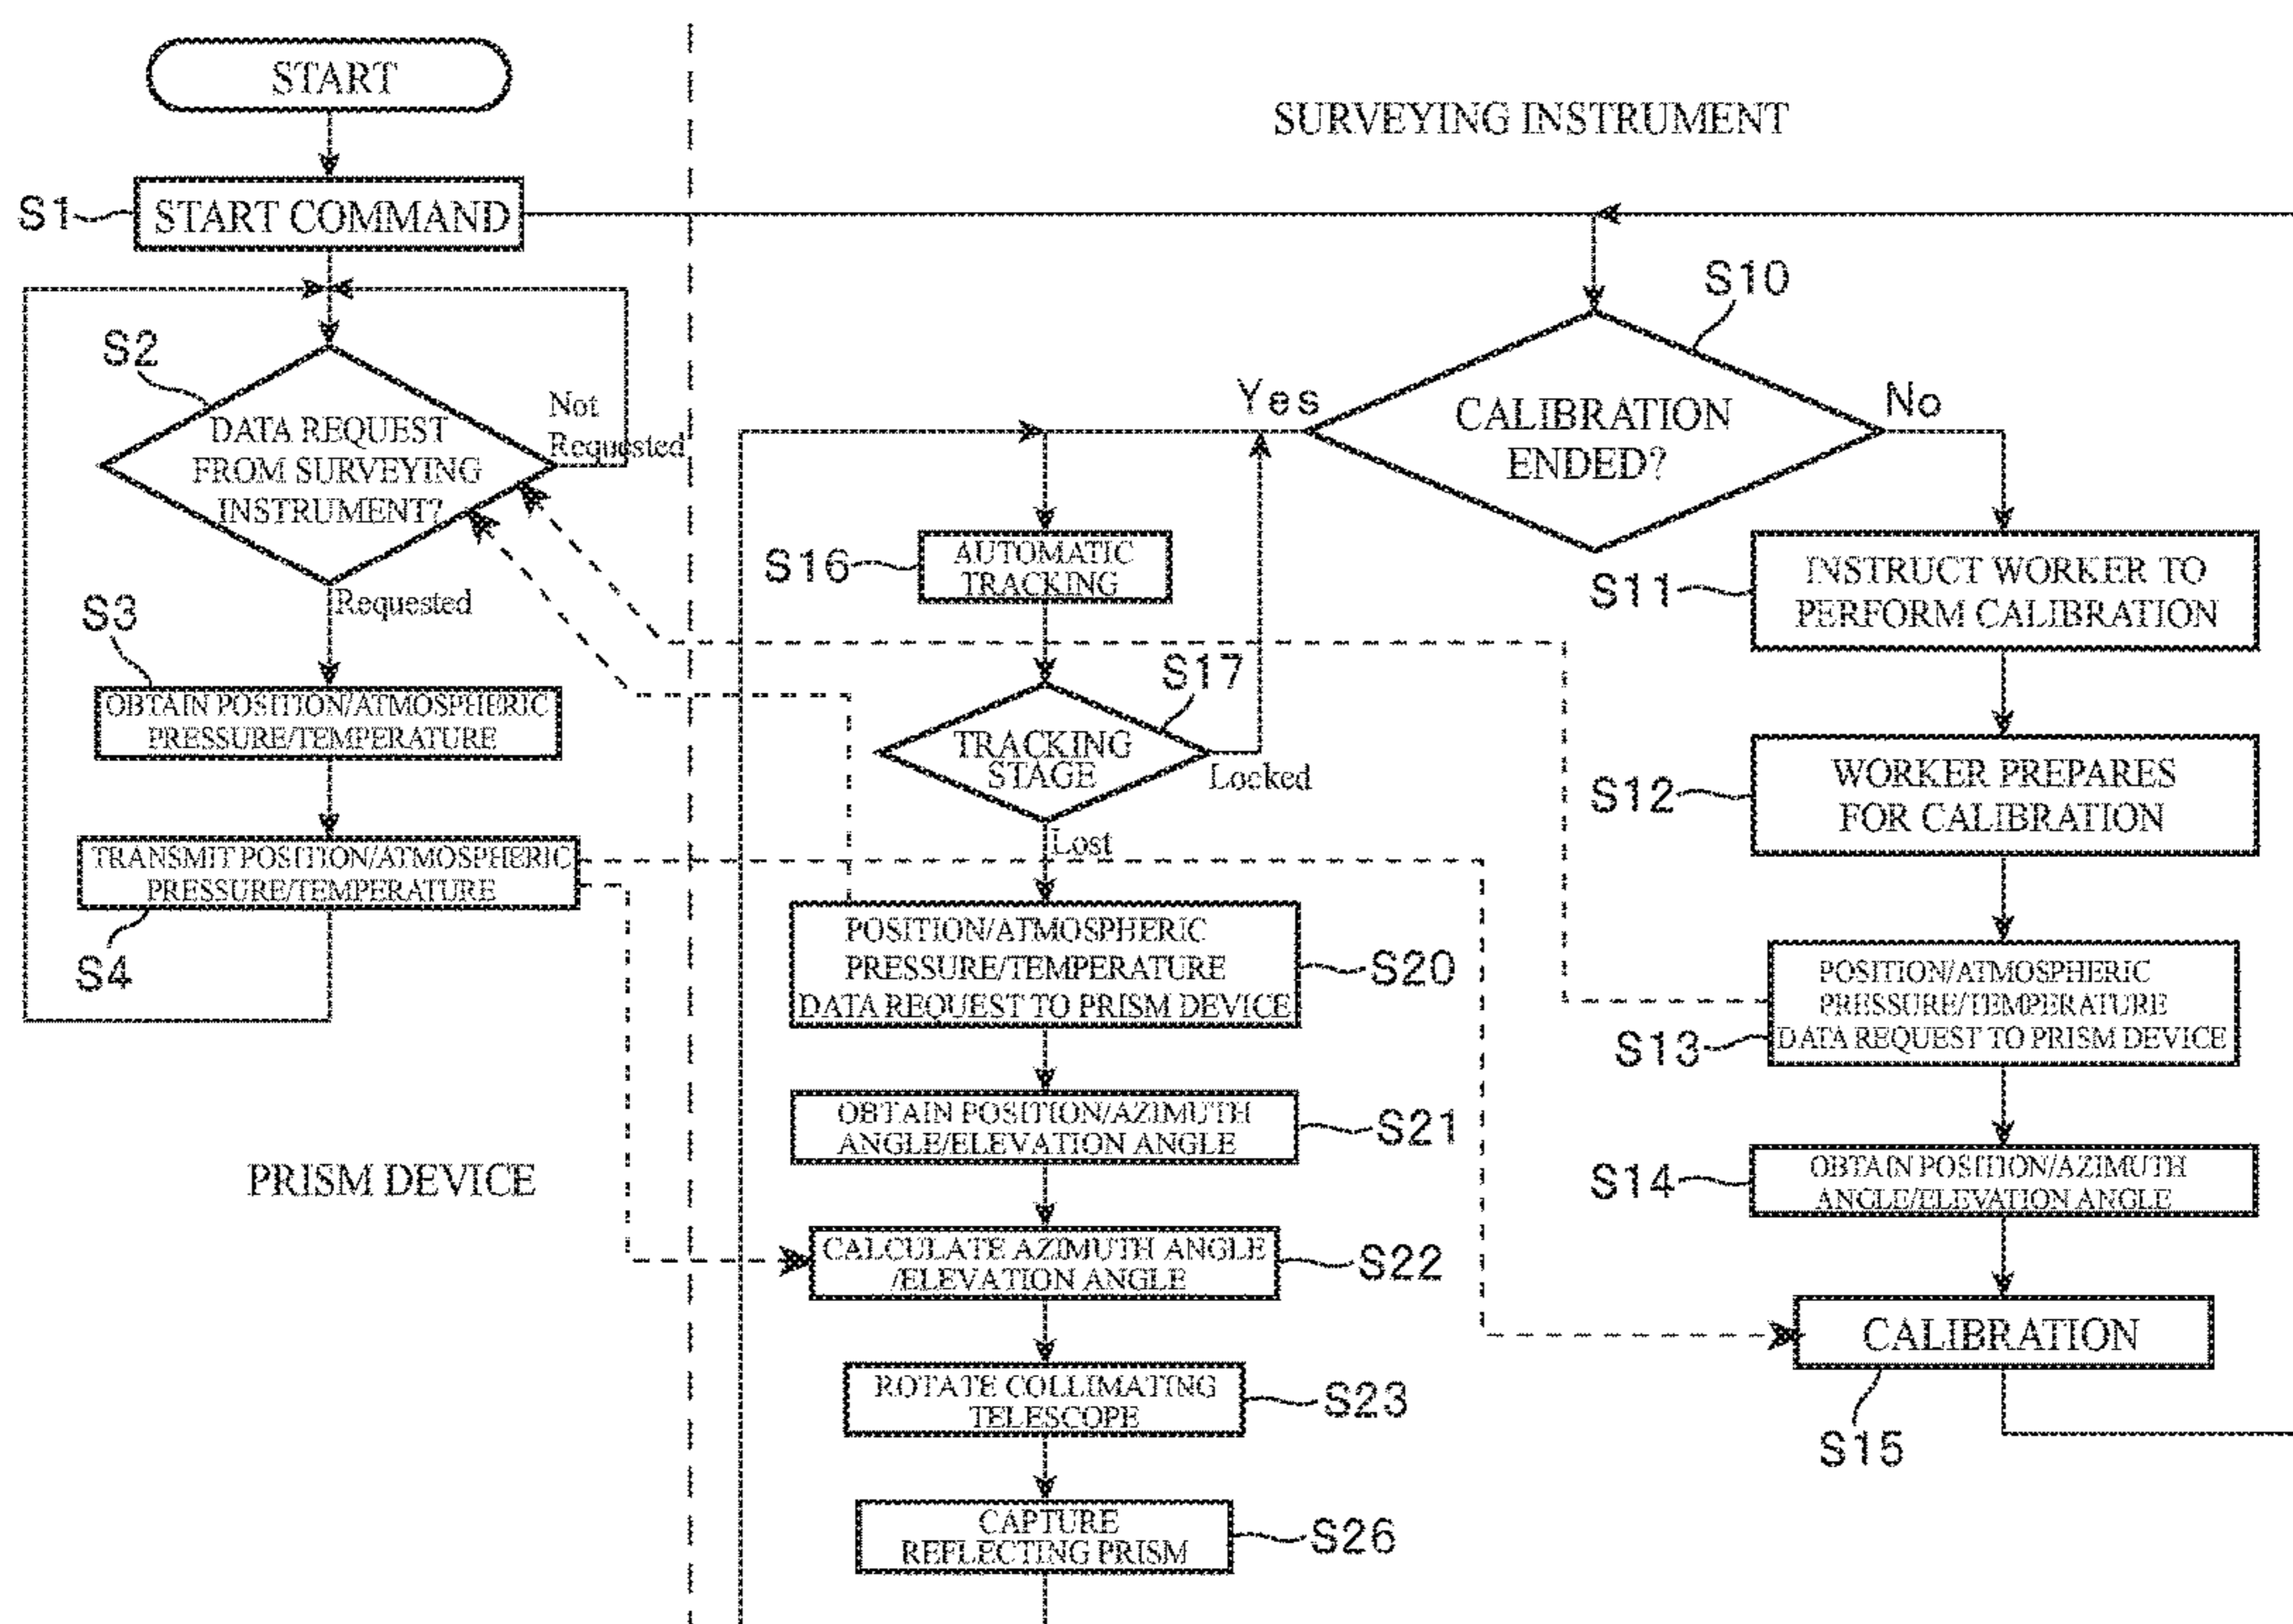 START
SURVEYING INSTRUMENT
S1
START COMMAND
S10
S2
Not
Requested
DATA REQUEST
FROM SURVEYING
INSTRUMENT?
Requested
Yes
CALIBRATION
ENDED?
No
S16
AUTOMATIC
TRACKING
S11
INSTRUCT WORKER TO
PERFORM CALIBRATION
S3
OBTAIN POSITION/ATMOSPHERIC
PRESSURE/TEMPERATURE
S17
TRACKING
STAGE
Locked
Lost
S12
WORKER PREPARES
FOR CALIBRATION
TRANSMIT POSITION/ATMOSPHERIC
PRESSURE/TEMPERATURE
S4
POSITION/ATMOSPHERIC
PRESSURE/TEMPERATURE
DATA REQUEST TO PRISM DEVICE
S20
POSITION/ATMOSPHERIC
PRESSURE/TEMPERATURE
DATA REQUEST TO PRISM DEVICE
S13
OBTAIN POSITION/AZIMUTH
ANGLE/ELEVATION ANGLE
S21
PRISM DEVICE
S14
OBTAIN POSITION/AZIMUTH
ANGLE/ELEVATION ANGLE
CALCULATE AZIMUTH ANGLE
/ELEVATION ANGLE
S22
CALIBRATION
S15
ROTATE COLLIMATING
TELESCOPE
S23
CAPTURE
REFLECTING PRISM
S26